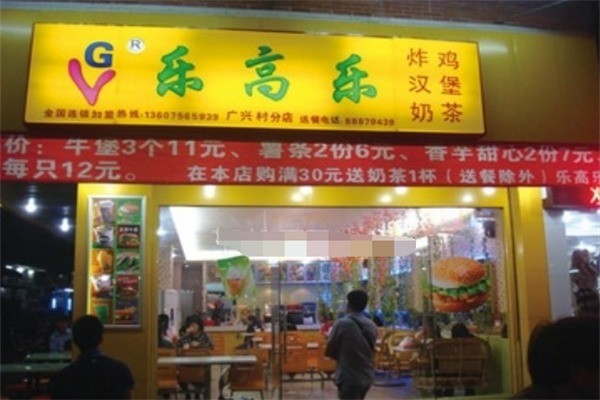 G
R
乐高乐
炸鸡
汉堡
奶茶
全国连锁加盟热线:13607565939 广兴村分店 送餐电话:88879439
价：牛堡3个11元、薯条2份6元、香芋甜心2份7元
每只12元。 在本店购满30元送奶茶1杯（送餐除外）乐高乐